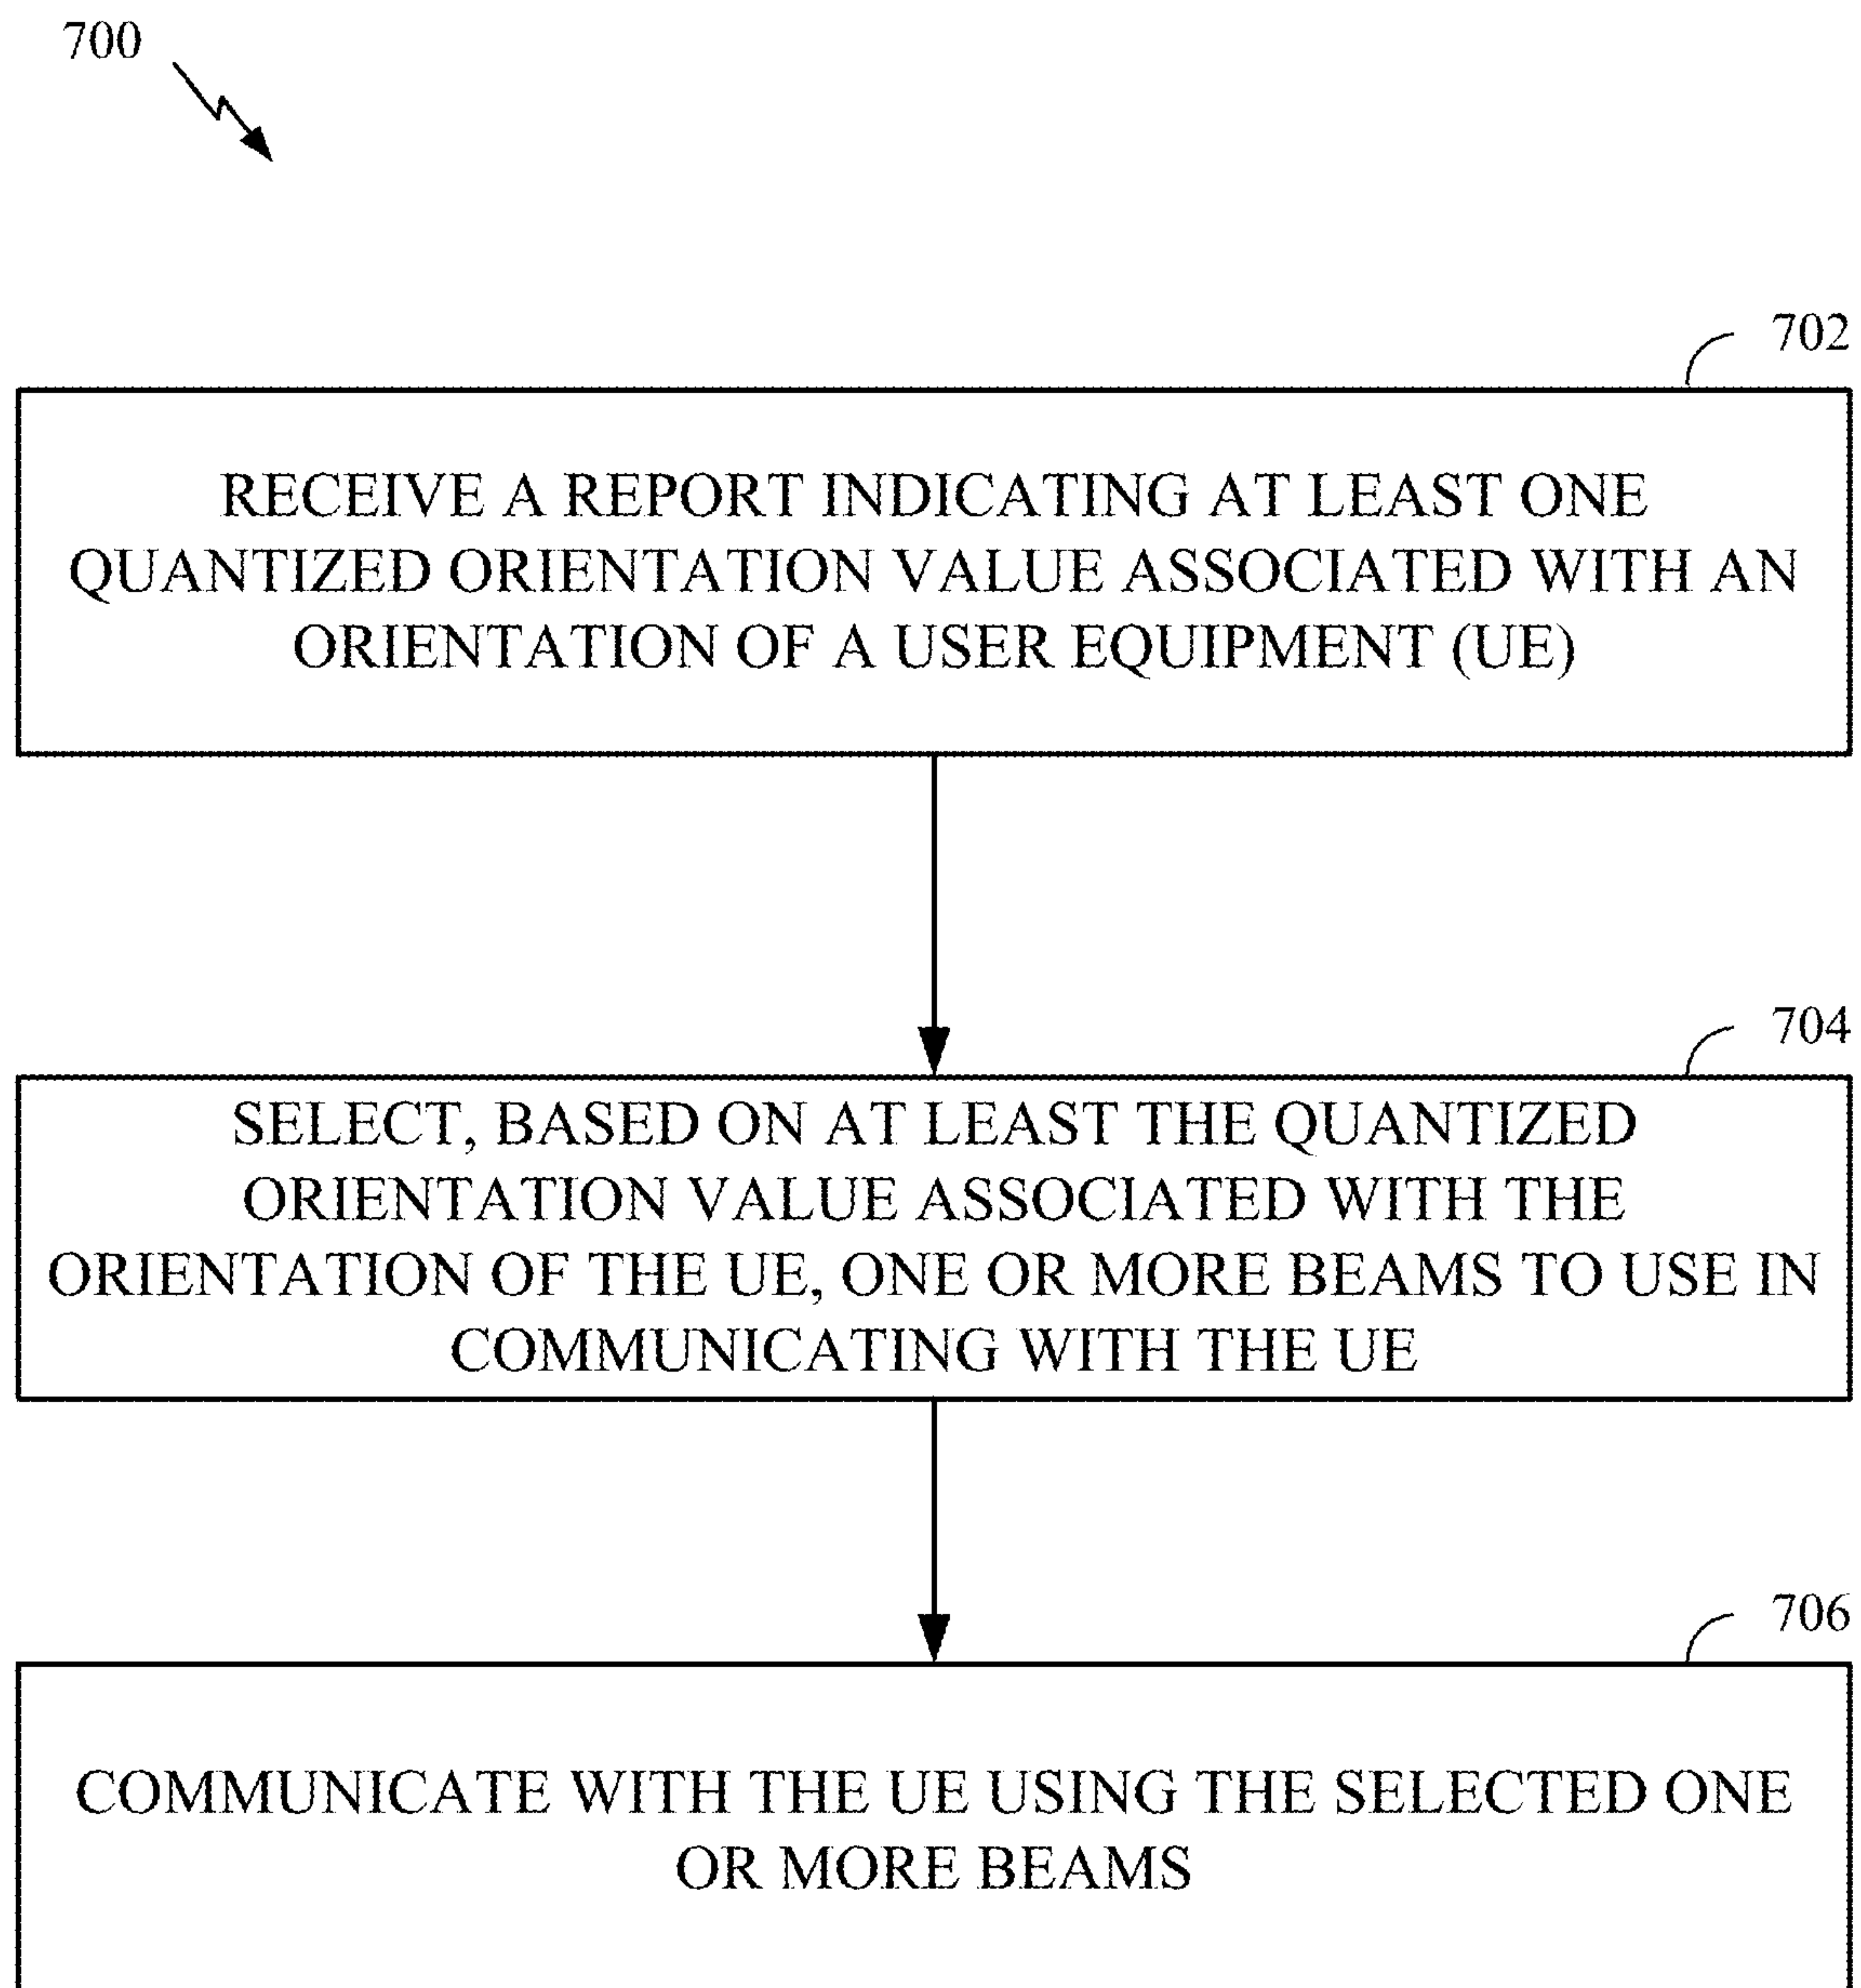 700
702
RECEIVE A REPORT INDICATING AT LEAST ONE
QUANTIZED ORIENTATION VALUE ASSOCIATED WITH AN
ORIENTATION OF A USER EQUIPMENT (UE)
704
SELECT, BASED ON AT LEAST THE QUANTIZED
ORIENTATION VALUE ASSOCIATED WITH THE
ORIENTATION OF THE UE, ONE OR MORE BEAMS TO USE IN
COMMUNICATING WITH THE UE
706
COMMUNICATE WITH THE UE USING THE SELECTED ONE
OR MORE BEAMS